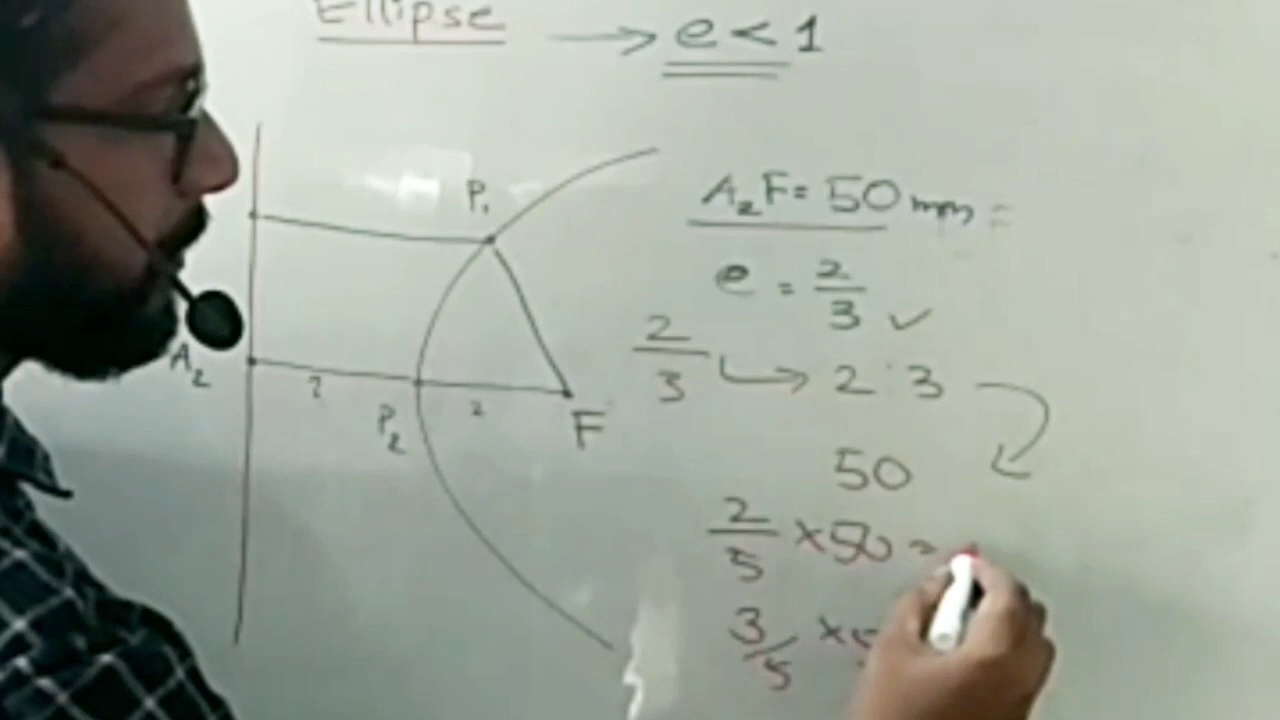 Ellipse → e < 1
P₁
A₂F = 50 mm =
e = 2/3 ✓
2/3 ↳ 2 : 3
A₂
? ?
P₂
F
50
2/5 × 50 =
3/5 ×